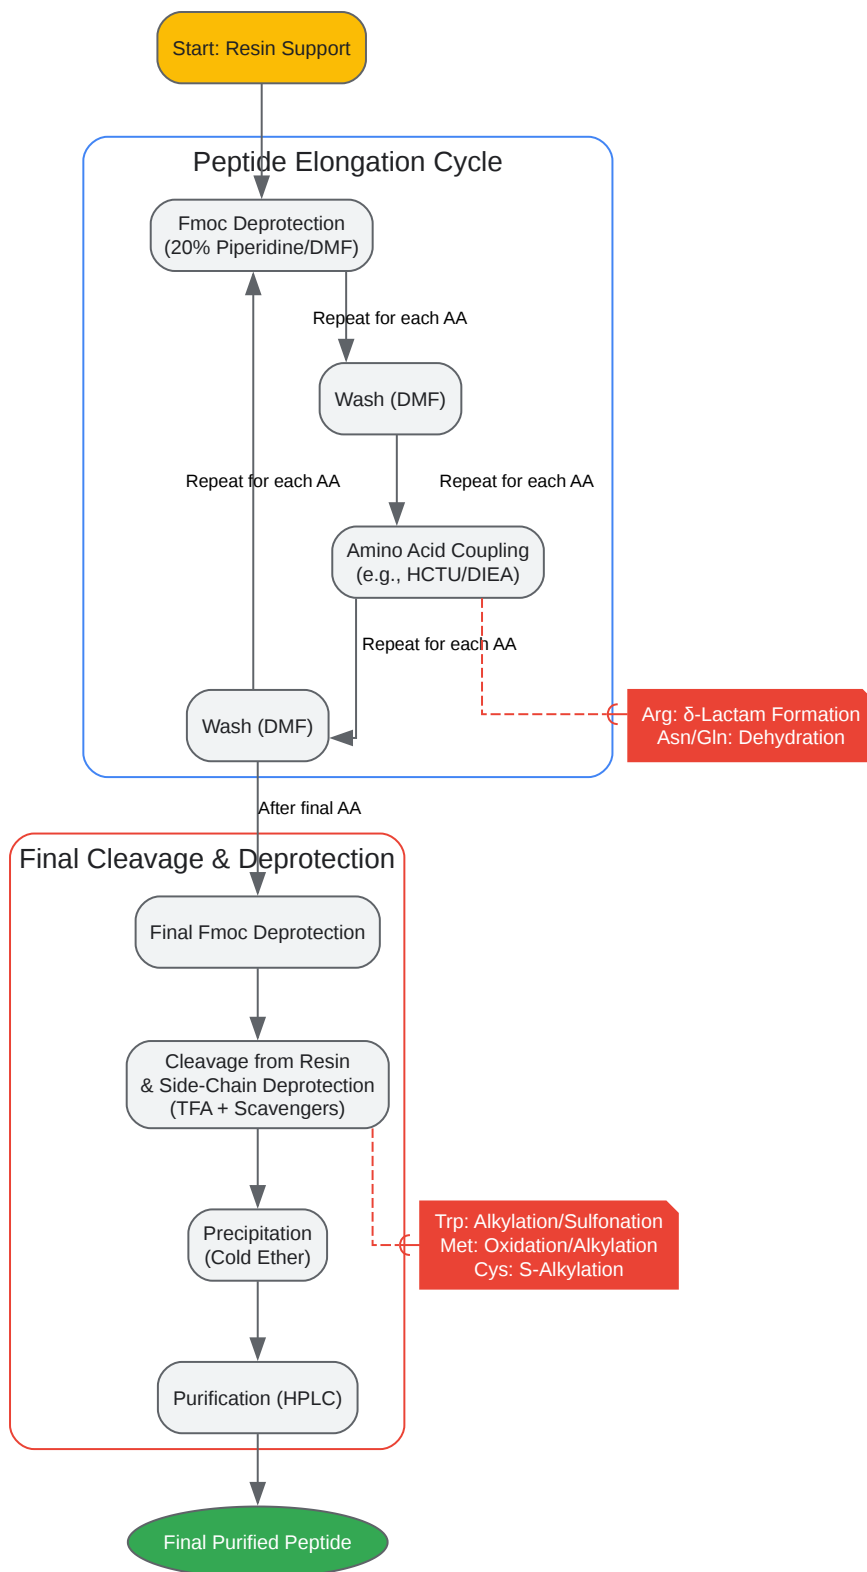 Start: Resin Support
Peptide Elongation Cycle
Fmoc Deprotection
(20% Piperidine/DMF)
Repeat for each AA
Wash (DMF)
Repeat for each AA
Repeat for each AA
Amino Acid Coupling
(e.g., HCTU/DIEA)
Repeat for each AA
Arg: δ-Lactam Formation
Asn/Gln: Dehydration
Wash (DMF)
After final AA
Final Cleavage & Deprotection
Final Fmoc Deprotection
Cleavage from Resin
& Side-Chain Deprotection
(TFA + Scavengers)
Trp: Alkylation/Sulfonation
Met: Oxidation/Alkylation
Cys: S-Alkylation
Precipitation
(Cold Ether)
Purification (HPLC)
Final Purified Peptide